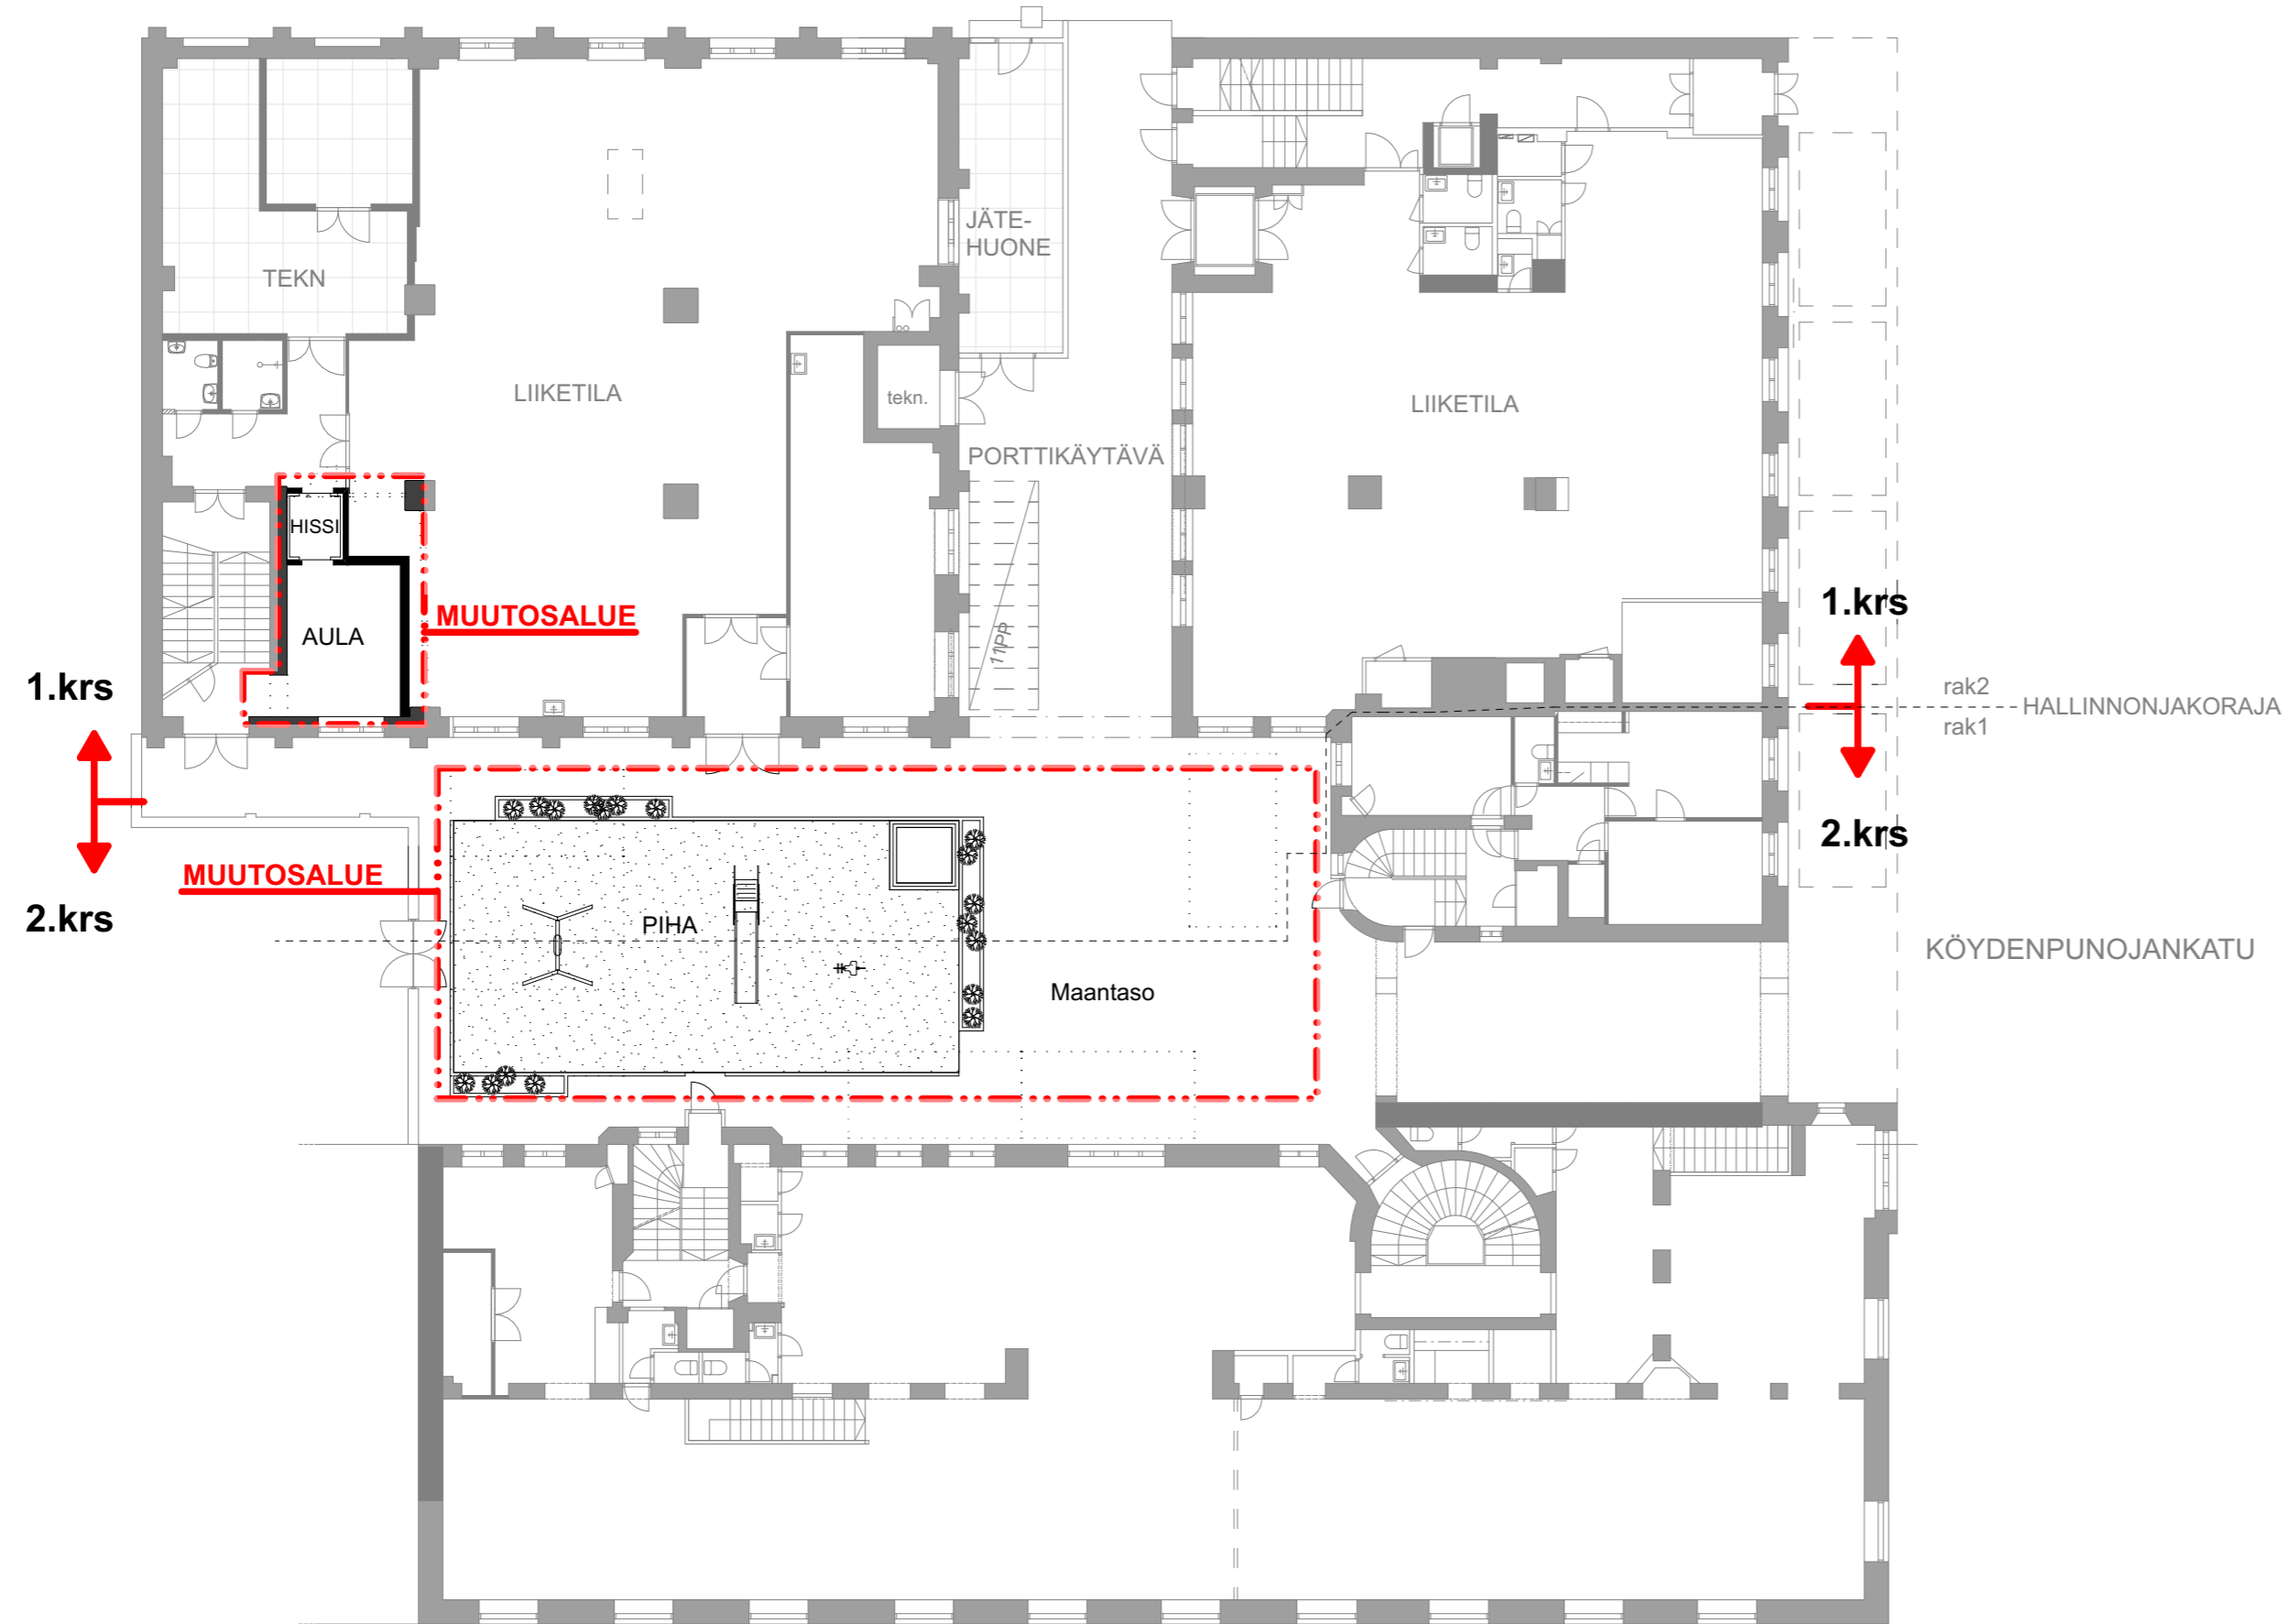 JÄTE-
HUONE
TEKN
LIIKETILA
tekn.
LIIKETILA
PORTTIKÄYTÄVÄ
HISSI
MUUTOSALUE
AULA
11PP
1.krs
1.krs
rak2
HALLINNONJAKORAJA
rak1
2.krs
MUUTOSALUE
2.krs
PIHA
KÖYDENPUNOJANKATU
Maantaso